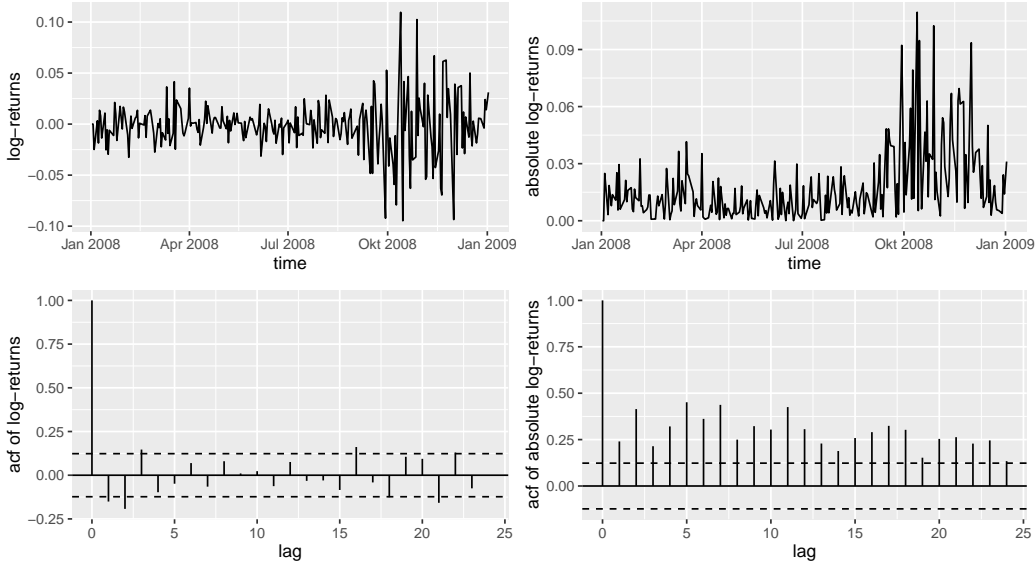 log−returns
0.10
0.05
0.00
−0.05
−0.10
Jan 2008
Apr 2008
Jul 2008
Okt 2008
Jan 2009
time
absolute log−returns
0.09
0.06
0.03
0.00
Jan 2008
Apr 2008
Jul 2008
Okt 2008
Jan 2009
time
acf of log−returns
1.00
0.75
0.50
0.25
0.00
−0.25
0
5
10
15
20
25
lag
acf of absolute log−returns
1.00
0.75
0.50
0.25
0.00
0
5
10
15
20
25
lag